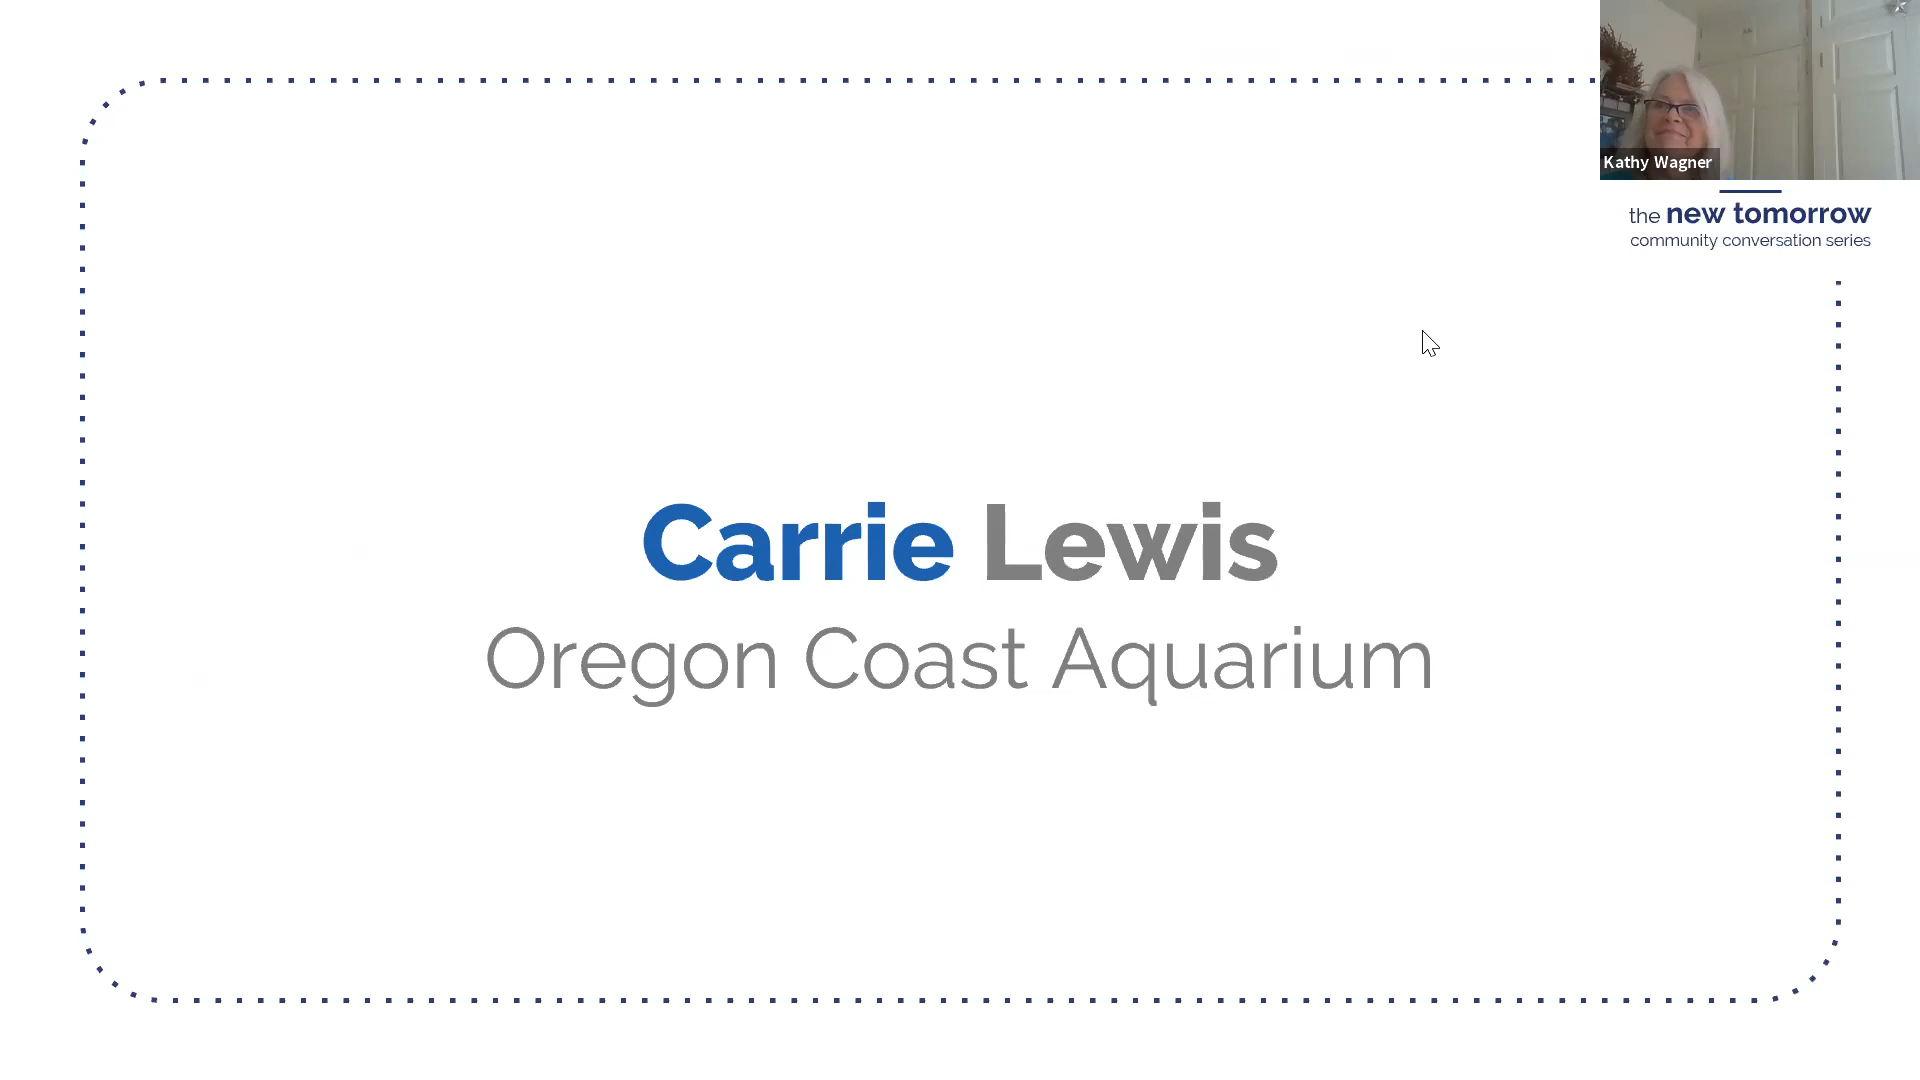 Kathy Wagner
the new tomorrow
community conversation series
Carrie Lewis
Oregon Coast Aquarium